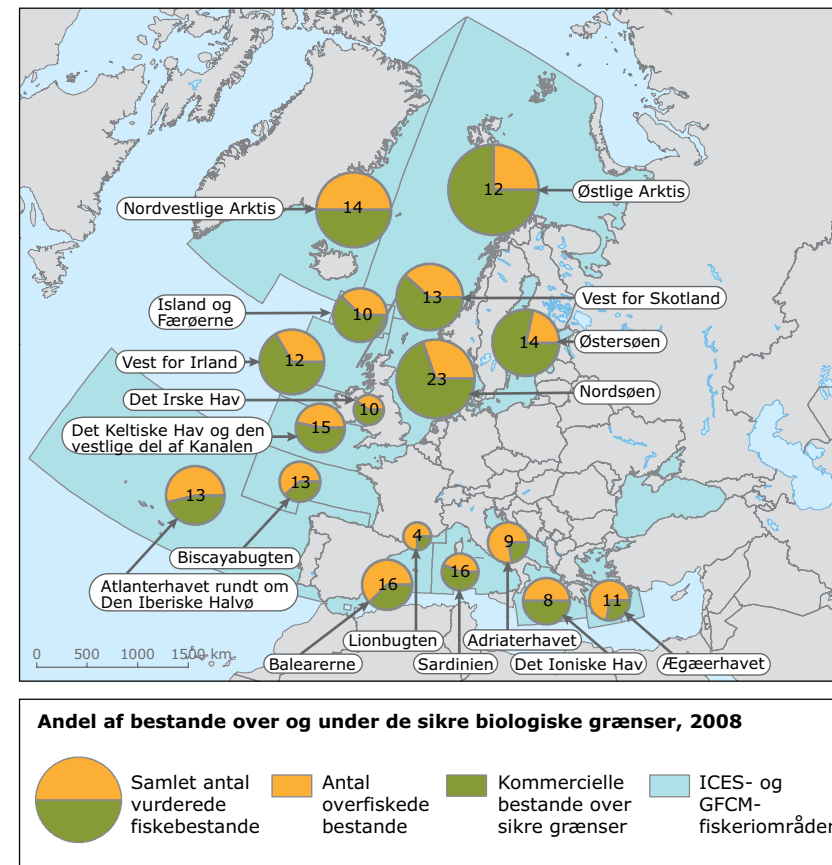 12
Østlige Arktis
Nordvestlige Arktis
14
Island og
Færøerne
10
13
Vest for Skotland
Vest for Irland
12
14
Østersøen
Det Irske Hav
10
23
Nordsøen
Det Keltiske Hav og den
vestlige del af Kanalen
15
13
13
Biscayabugten
Atlanterhavet rundt om
Den Iberiske Halvø
4
9
16
16
8
11
Lionbugten
Adriaterhavet
Balearerne
Sardinien
Det Ioniske Hav
Ægæerhavet
0 500 1000 1500 km
Andel af bestande over og under de sikre biologiske grænser, 2008
Samlet antal
vurderede
fiskebestande
Antal
overfiskede
bestande
Kommercielle
bestande over
sikre grænser
ICES- og
GFCM-
fiskeriområder